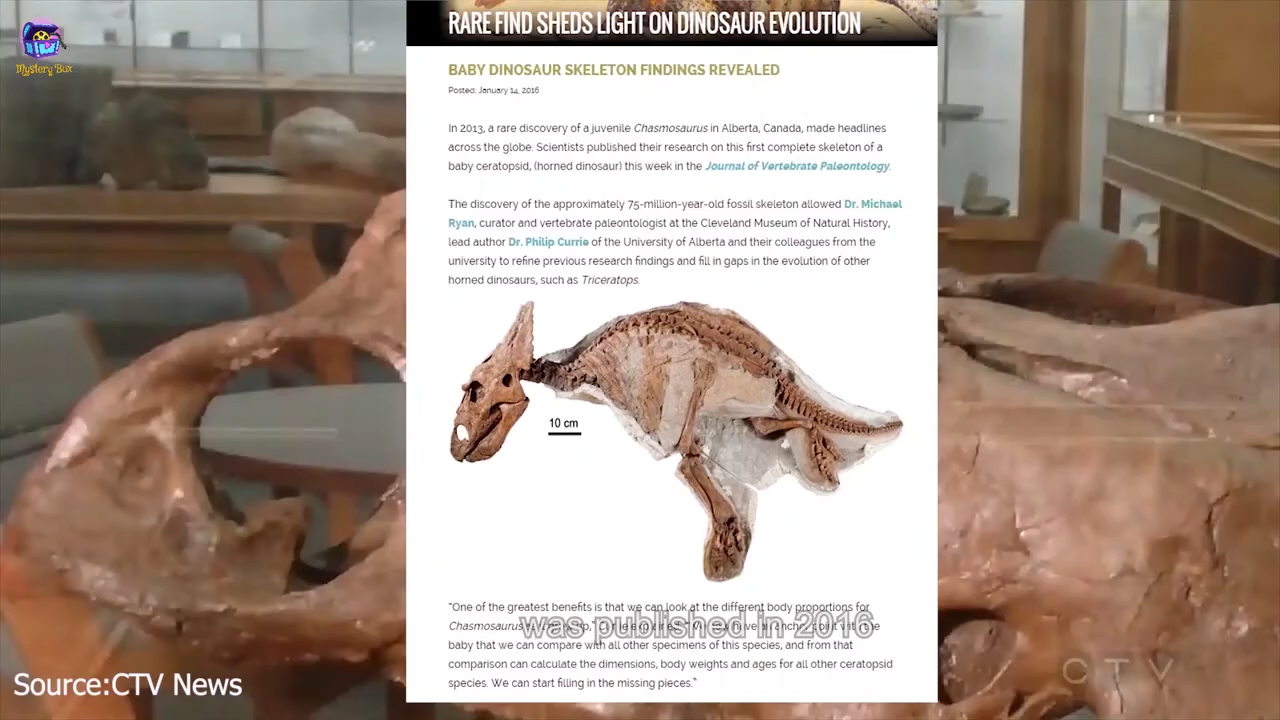 Mystery Box
RARE FIND SHEDS LIGHT ON DINOSAUR EVOLUTION
BABY DINOSAUR SKELETON FINDINGS REVEALED
Posted: January 14, 2016
In 2013, a rare discovery of a juvenile Chasmosaurus in Alberta, Canada, made headlines
across the globe. Scientists published their research on this first complete skeleton of a
baby ceratopsid, (horned dinosaur) this week in the Journal of Vertebrate Paleontology.
The discovery of the approximately 75-million-year-old fossil skeleton allowed Dr. Michael
Ryan, curator and vertebrate paleontologist at the Cleveland Museum of Natural History,
lead author Dr. Philip Currie of the University of Alberta and their colleagues from the
university to refine previous research findings and fill in gaps in the evolution of other
horned dinosaurs, such as Triceratops.
10 cm
"One of the greatest benefits is that we can look at the different body proportions for
Chasmosaurus
was published in 2016
baby that we can compare with all other specimens of this species, and from that
comparison can calculate the dimensions, body weights and ages for all other ceratopsid
species. We can start filling in the missing pieces."
Source:CTV News
CTV